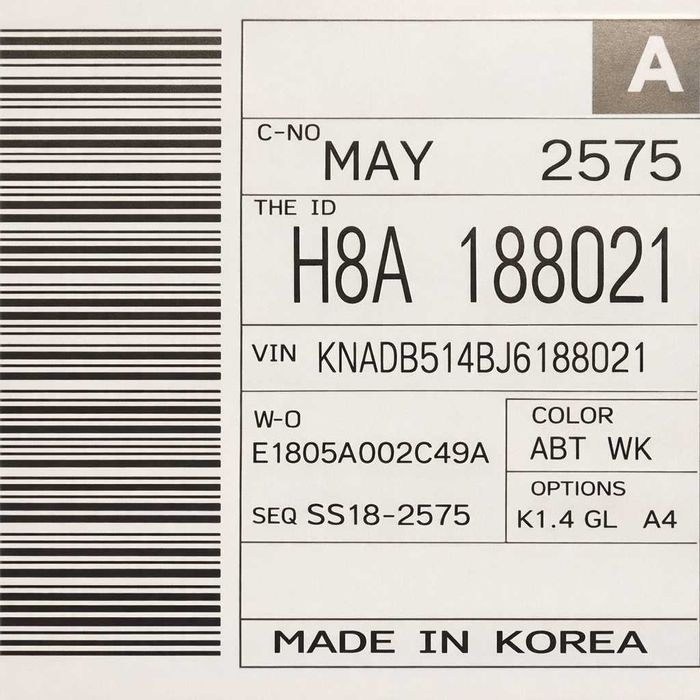 A
C-NO
MAY 2575
THE ID
H8A 188021
VIN KNADB514BJ6188021
W-O
E1805A002C49A
COLOR
ABT WK
OPTIONS
K1.4 GL A4
SEQ SS18-2575
MADE IN KOREA